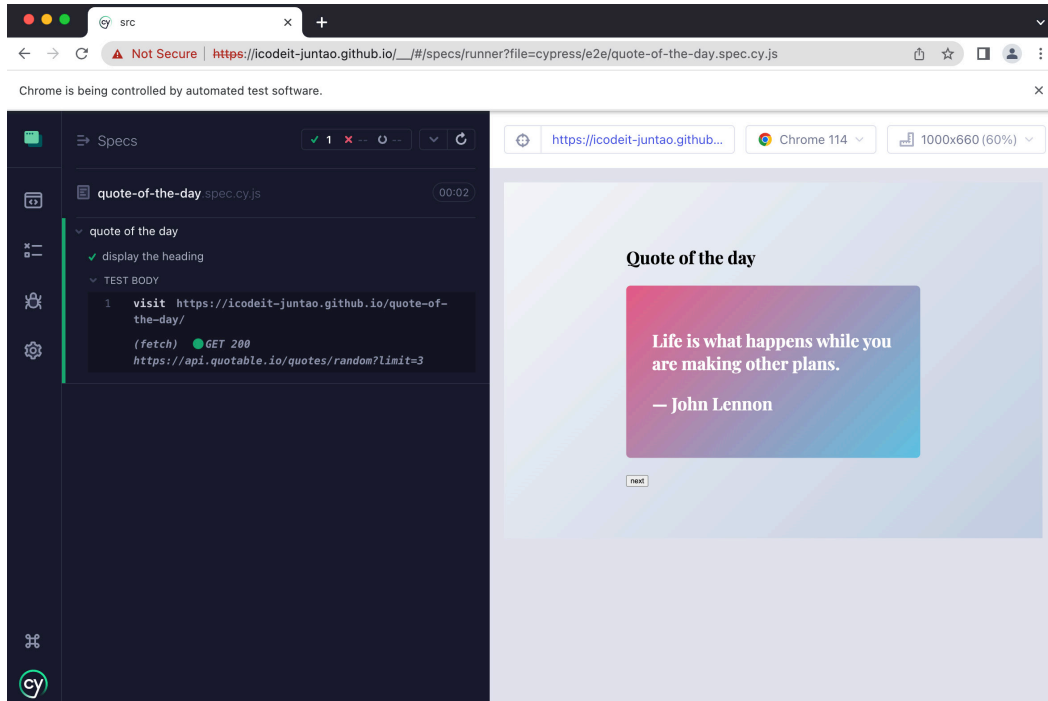 cy src
Not Secure https://icodeit-juntao.github.io/__/#/specs/runner?file=cypress/e2e/quote-of-the-day.spec.cy.js
Chrome is being controlled by automated test software.
Specs 1 -- --
https://icodeit-juntao.github... Chrome 114 1000x660 (60%)
quote-of-the-day.spec.cy.js 00:02
quote of the day
display the heading
TEST BODY
1 visit https://icodeit-juntao.github.io/quote-of-
the-day/
(fetch) GET 200
https://api.quotable.io/quotes/random?limit=3
Quote of the day
Life is what happens while you
are making other plans.
— John Lennon
next
cy